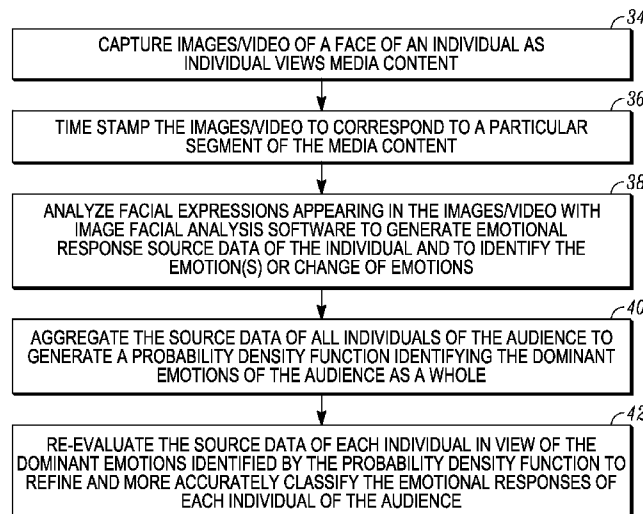 34
CAPTURE IMAGES/VIDEO OF A FACE OF AN INDIVIDUAL AS
INDIVIDUAL VIEWS MEDIA CONTENT
36
TIME STAMP THE IMAGES/VIDEO TO CORRESPOND TO A PARTICULAR
SEGMENT OF THE MEDIA CONTENT
38
ANALYZE FACIAL EXPRESSIONS APPEARING IN THE IMAGES/VIDEO WITH
IMAGE FACIAL ANALYSIS SOFTWARE TO GENERATE EMOTIONAL
RESPONSE SOURCE DATA OF THE INDIVIDUAL AND TO IDENTIFY THE
EMOTION(S) OR CHANGE OF EMOTIONS
40
AGGREGATE THE SOURCE DATA OF ALL INDIVIDUALS OF THE AUDIENCE TO
GENERATE A PROBABILITY DENSITY FUNCTION IDENTIFYING THE DOMINANT
EMOTIONS OF THE AUDIENCE AS A WHOLE
42
RE-EVALUATE THE SOURCE DATA OF EACH INDIVIDUAL IN VIEW OF THE
DOMINANT EMOTIONS IDENTIFIED BY THE PROBABILITY DENSITY FUNCTION TO
REFINE AND MORE ACCURATELY CLASSIFY THE EMOTIONAL RESPONSES OF
EACH INDIVIDUAL OF THE AUDIENCE